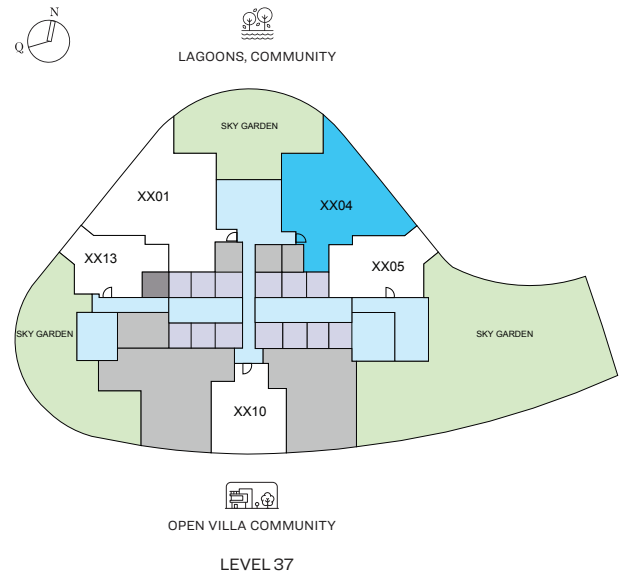 N
Q
LAGOONS, COMMUNITY
SKY GARDEN
XX01
XX04
XX13
XX05
SKY GARDEN
SKY GARDEN
XX10
OPEN VILLA COMMUNITY
LEVEL 37